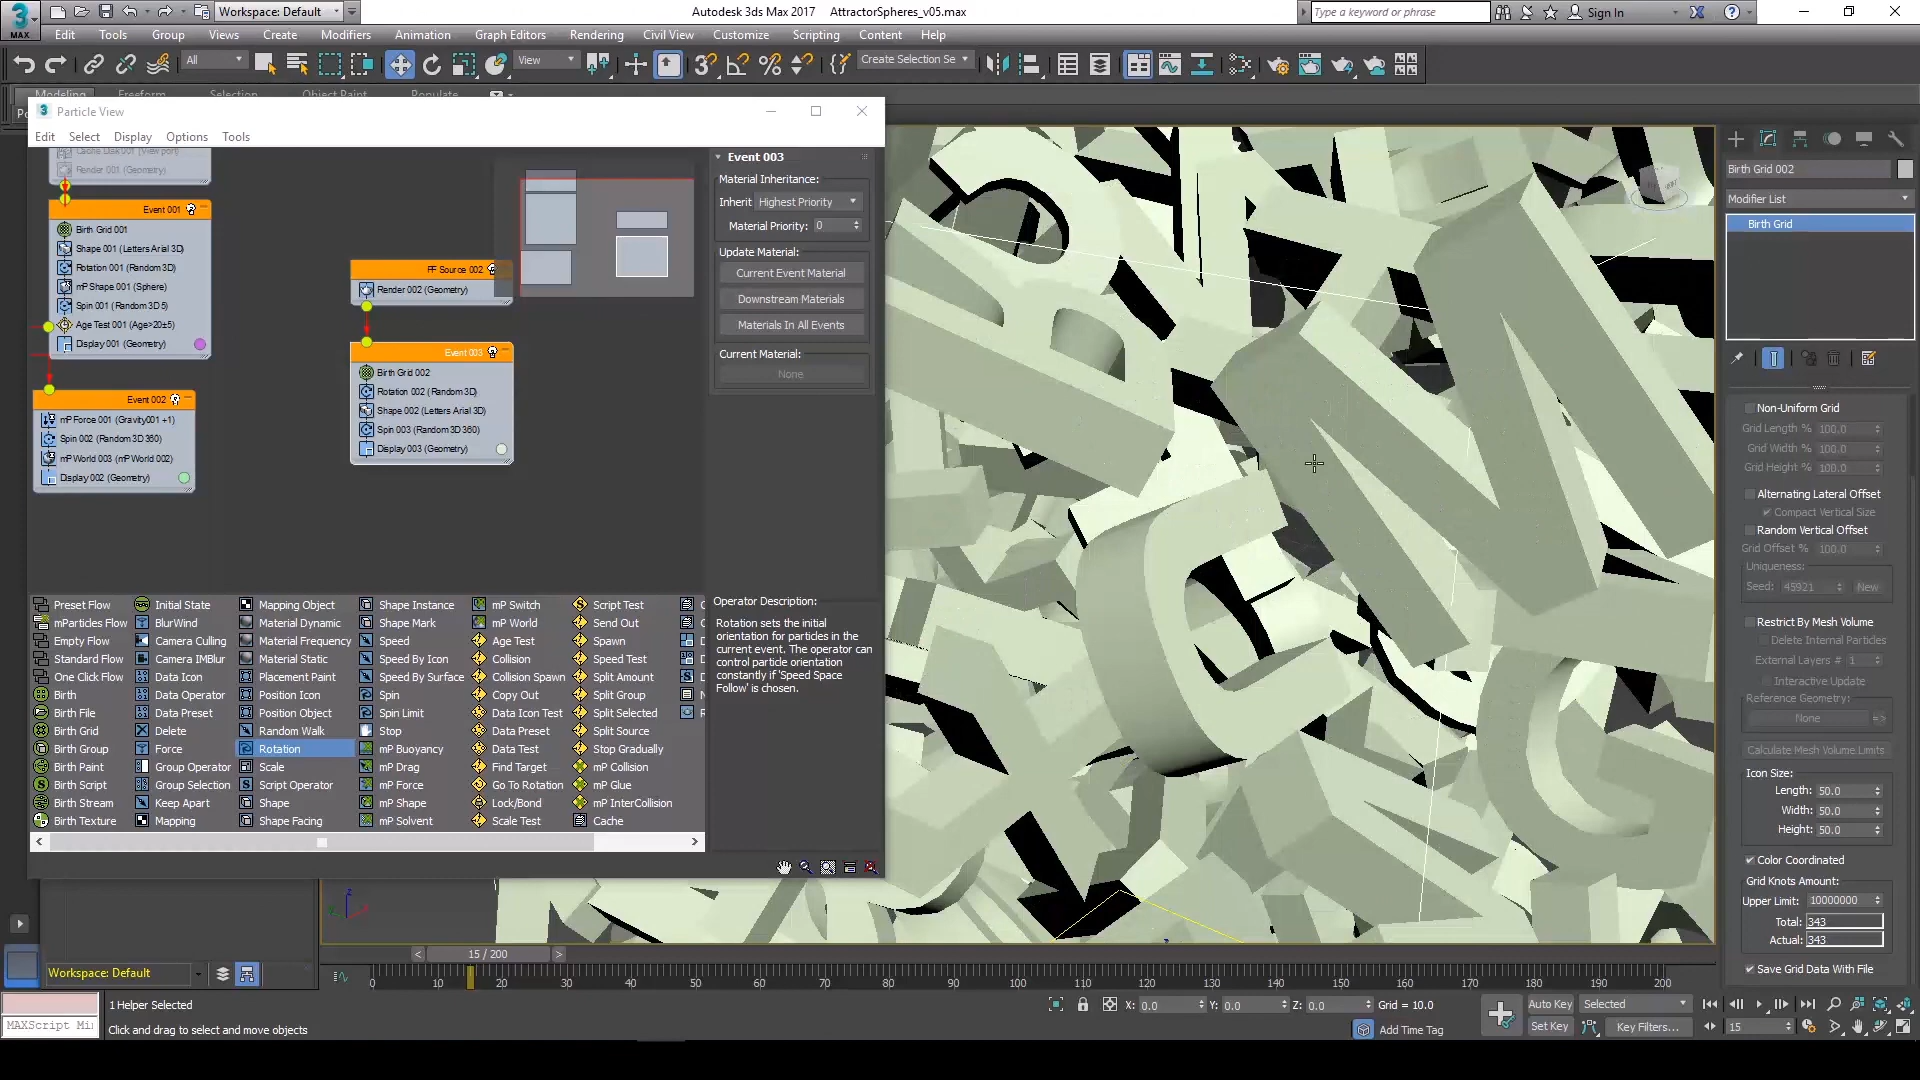 3 Workspace: Default Autodesk 3ds Max 2017 AttractorSpheres_v05.max Type a keyword or phrase Sign In
MAX Edit Tools Group Views Create Modifiers Animation Graph Editors Rendering Civil View Customize Scripting Content Help
All View Create Selection Se
Modeling Freeform Selection Object Paint Populate
3 Particle View
Edit Select Display Options Tools
Cache Disk 001 (Viewport)
Render 001 (Geometry)
Event 001
Birth Grid 001
Shape 001 (Letters Arial 3D)
Rotation 001 (Random 3D)
mP Shape 001 (Sphere)
Spin 001 (Random 3D 5)
Age Test 001 (Age>20±5)
Display 001 (Geometry)
Event 002
mP Force 001 (Gravity001 +1)
Spin 002 (Random 3D 360)
mP World 003 (mP World 002)
Display 002 (Geometry)
PF Source 002
Render 002 (Geometry)
Event 003
Birth Grid 002
Rotation 002 (Random 3D)
Shape 002 (Letters Arial 3D)
Spin 003 (Random 3D 360)
Display 003 (Geometry)
Event 003
Material Inheritance:
Inherit Highest Priority
Material Priority: 0
Update Material:
Current Event Material
Downstream Materials
Materials In All Events
Current Material:
None
Preset Flow Initial State Mapping Object Shape Instance mP Switch Script Test
mParticles Flow BlurWind Material Dynamic Shape Mark mP World Send Out
Empty Flow Camera Culling Material Frequency Speed Age Test Spawn
Standard Flow Camera IMBlur Material Static Speed By Icon Collision Speed Test
One Click Flow Data Icon Placement Paint Speed By Surface Collision Spawn Split Amount
Birth Data Operator Position Icon Spin Copy Out Split Group
Birth File Data Preset Position Object Spin Limit Data Icon Test Split Selected
Birth Grid Delete Random Walk Stop Data Preset Split Source
Birth Group Force Rotation mP Buoyancy Data Test Stop Gradually
Birth Paint Group Operator Scale mP Drag Find Target mP Collision
Birth Script Group Selection Script Operator mP Force Go To Rotation mP Glue
Birth Stream Keep Apart Shape mP Shape Lock/Bond mP InterCollision
Birth Texture Mapping Shape Facing mP Solvent Scale Test Cache
Operator Description:
Rotation sets the initial
orientation for particles in the
current event. The operator can
control particle orientation
constantly if 'Speed Space
Follow' is chosen.
Birth Grid 002
Modifier List
Birth Grid
Non-Uniform Grid
Grid Length % 100.0
Grid Width % 100.0
Grid Height % 100.0
Alternating Lateral Offset
Compact Vertical Size
Random Vertical Offset
Grid Offset % 100.0
Uniqueness:
Seed: 45921 New
Restrict By Mesh Volume
Delete Internal Particles
External Layers # 1
Interactive Update
Reference Geometry:
None =>
Calculate Mesh Volume Limits
Icon Size:
Length: 50.0
Width: 50.0
Height: 50.0
Color Coordinated
Grid Knots Amount:
Upper Limit: 10000000
Total: 343
Actual: 343
Save Grid Data With File
< 15 / 200 >
Workspace: Default
0 10 20 30 40 50 60 70 80 90 100 110 120 130 140 150 160 170 180 190 200
1 Helper Selected X: 0.0 Y: 0.0 Z: 0.0 Grid = 10.0 Auto Key Selected
MAXScript Mi Click and drag to select and move objects Add Time Tag Set Key Key Filters... 15